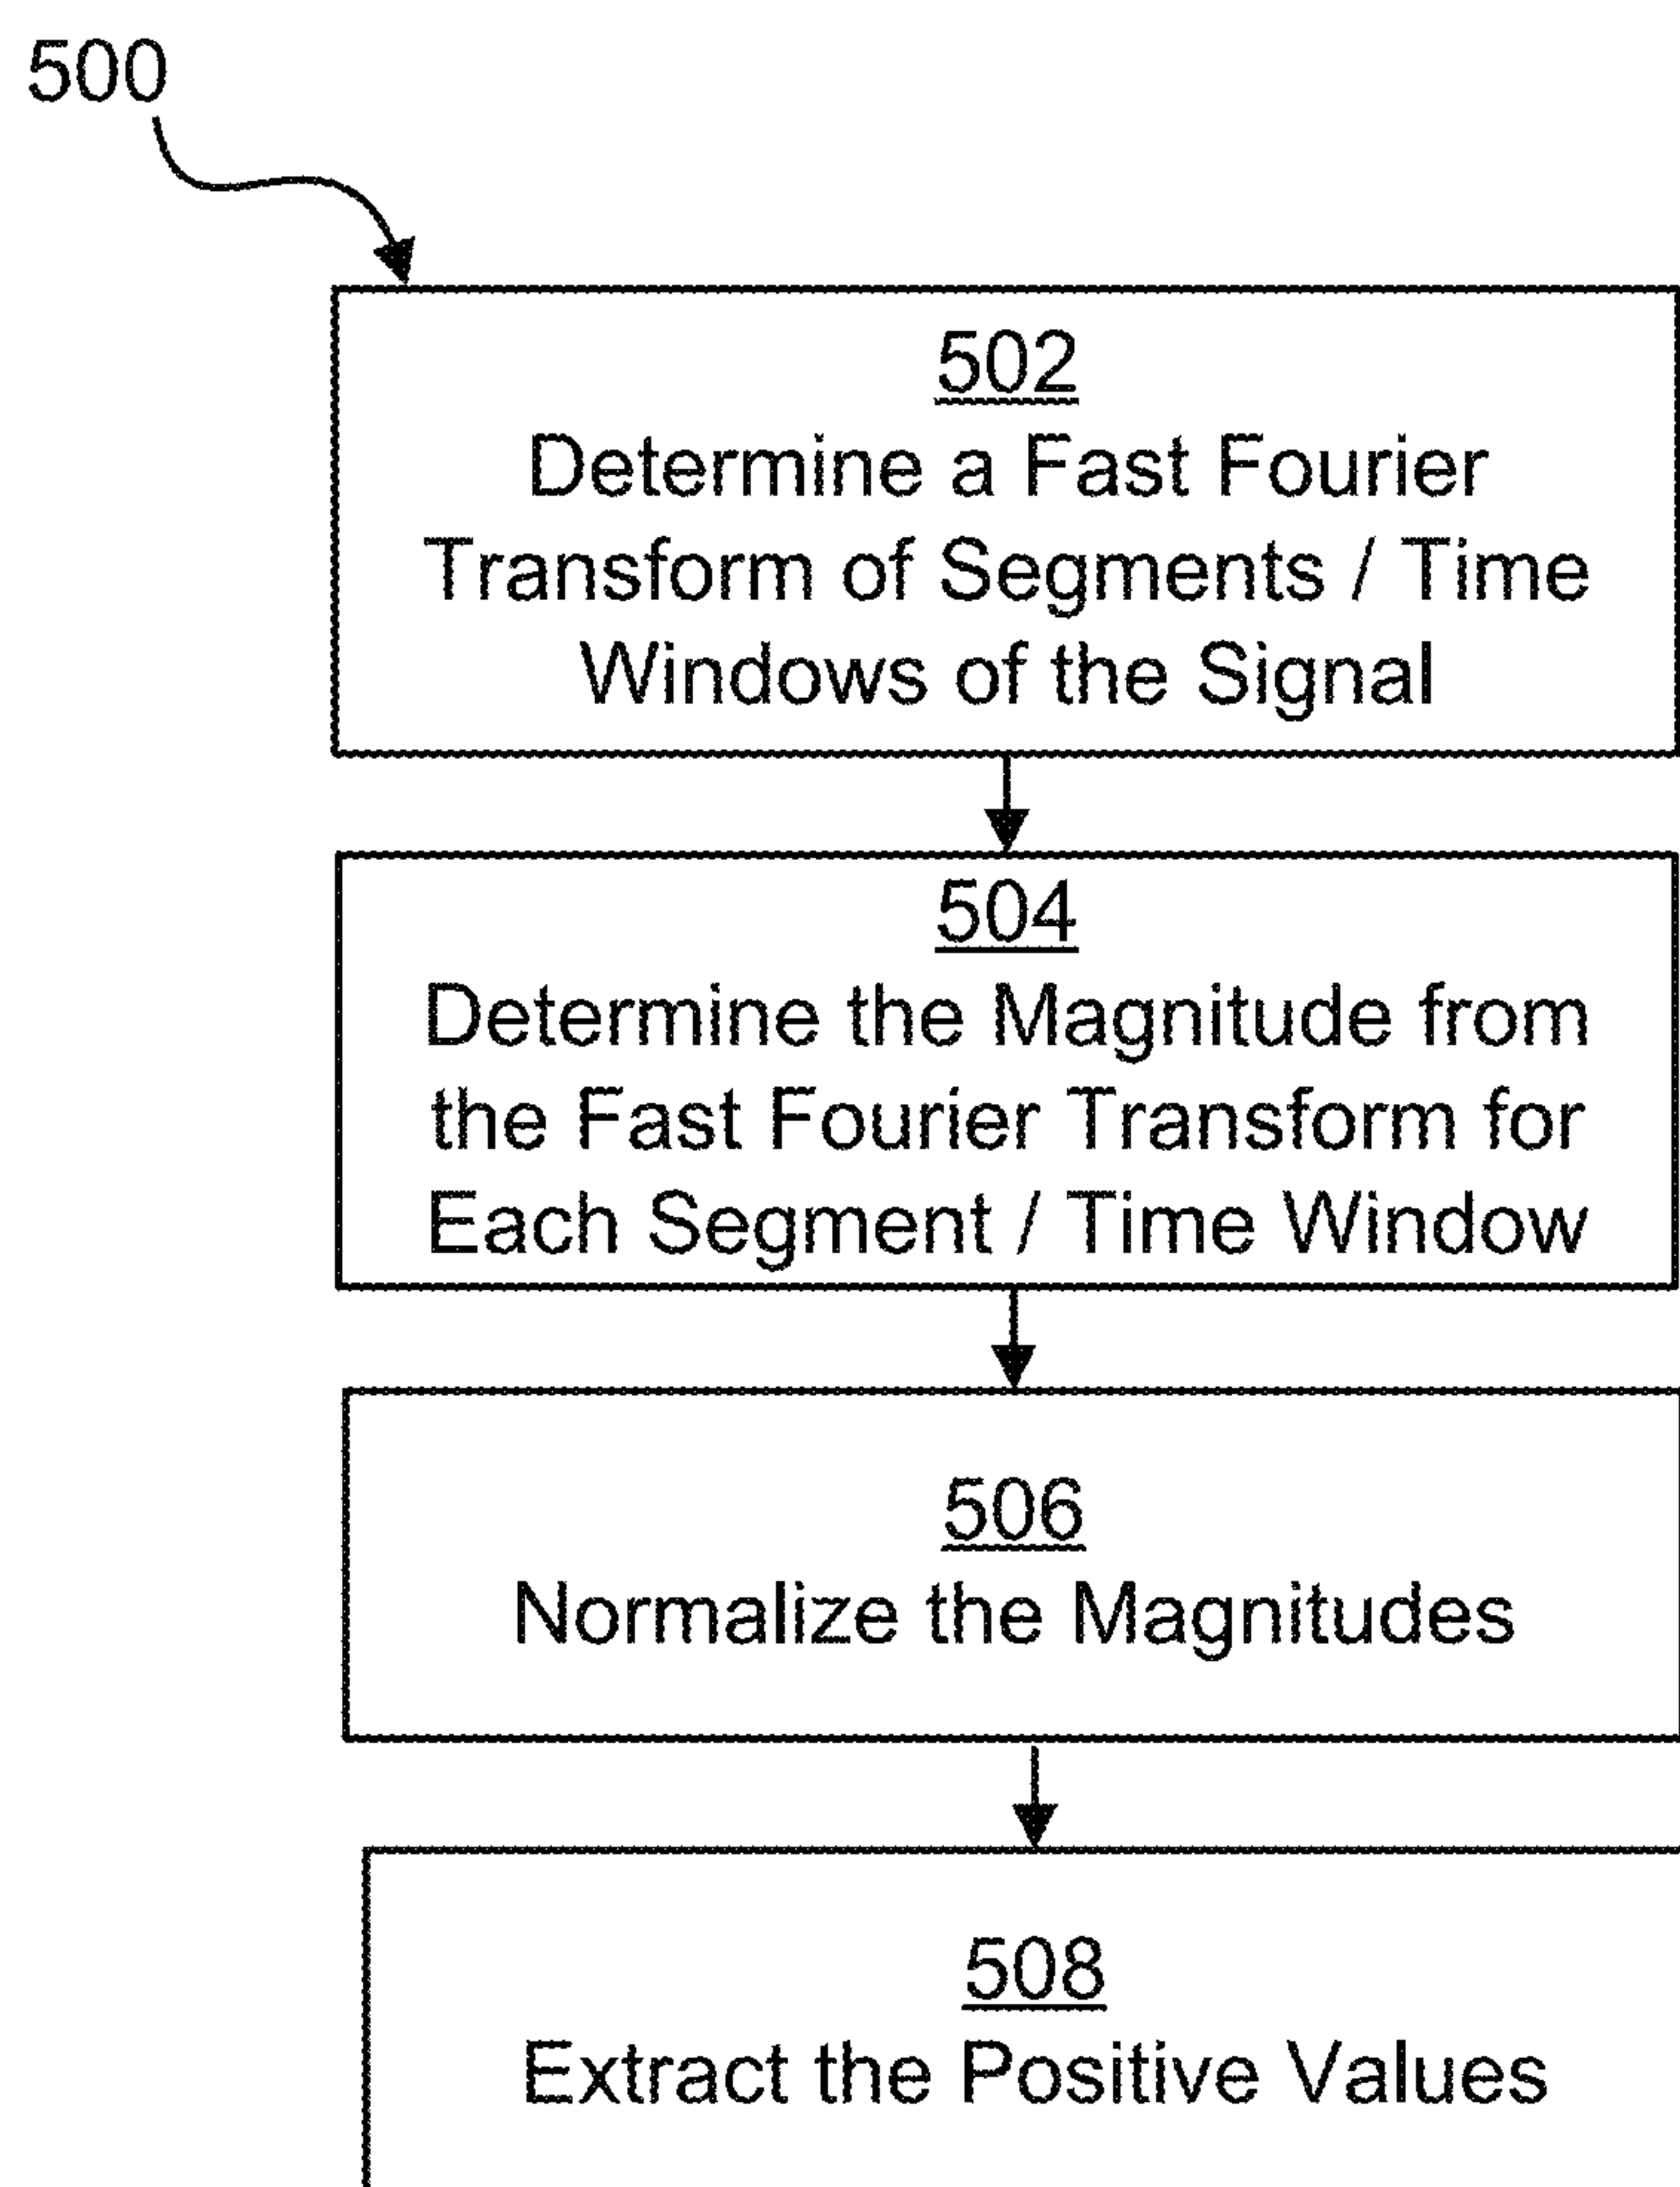 500
502
Determine a Fast Fourier
Transform of Segments / Time
Windows of the Signal
504
Determine the Magnitude from
the Fast Fourier Transform for
Each Segment / Time Window
506
Normalize the Magnitudes
508
Extract the Positive Values